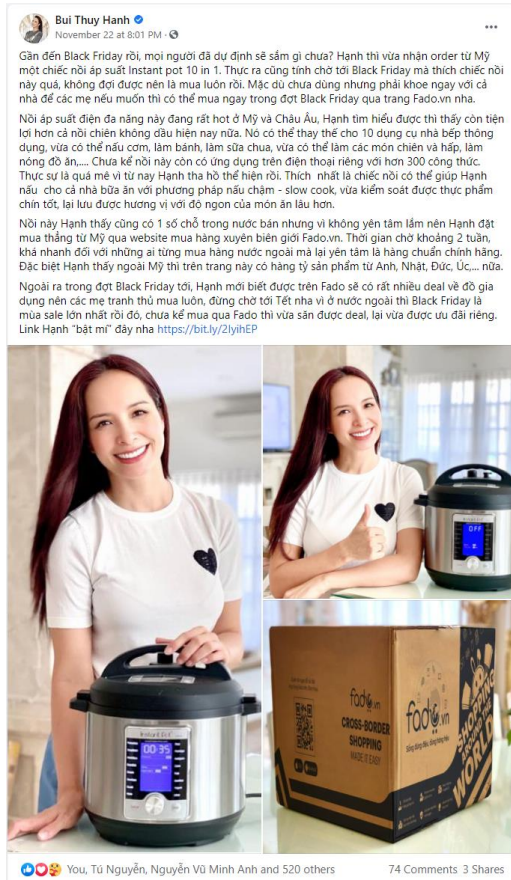 Bui Thuy Hanh
November 22 at 8:01 PM ·
Gần đến Black Friday rồi, mọi người đã dự định sẽ sắm gì chưa? Hạnh thì vừa nhận order từ Mỹ
một chiếc nồi áp suất Instant pot 10 in 1. Thực ra cũng tính chờ tới Black Friday mà thích chiếc nồi
này quá, không đợi được nên là mua luôn rồi. Mặc dù chưa dùng nhưng phải khoe ngay với cả
nhà để các mẹ nếu muốn thì có thể mua ngay trong đợt Black Friday qua trang Fado.vn nha.
Nồi áp suất điện đa năng này đang rất hot ở Mỹ và Châu Âu, Hạnh tìm hiểu được thì thấy còn tiện
lợi hơn cả nồi chiên không dầu hiện nay nữa. Nó có thể thay thế cho 10 dụng cụ nhà bếp thông
dụng, vừa có thể nấu cơm, làm bánh, làm sữa chua, vừa có thể làm các món chiên và hấp, làm
nóng đồ ăn,.... Chưa kể nồi này còn có ứng dụng trên điện thoại riêng với hơn 300 công thức.
Thực sự là quá mê vì từ nay Hạnh tha hồ thể hiện rồi. Thích nhất là chiếc nồi có thể giúp Hạnh
nấu cho cả nhà bữa ăn với phương pháp nấu chậm - slow cook, vừa kiểm soát được thực phẩm
chín tốt, lại lưu được hương vị với độ ngon của món ăn lâu hơn.
Nồi này Hạnh thấy cũng có 1 số chỗ trong nước bán nhưng vì không yên tâm lắm nên Hạnh đặt
mua thẳng từ Mỹ qua website mua hàng xuyên biên giới Fado.vn. Thời gian chờ khoảng 2 tuần,
khá nhanh đối với những ai từng mua hàng nước ngoài mà lại yên tâm là hàng chuẩn chính hãng.
Đặc biệt Hạnh thấy ngoài Mỹ thì trên trang này có hàng tỷ sản phẩm từ Anh, Nhật, Đức, Úc,... nữa.
Ngoài ra trong đợt Black Friday tới, Hạnh mới biết được trên Fado sẽ có rất nhiều deal về đồ gia
dụng nên các mẹ tranh thủ mua luôn, đừng chờ tới Tết nha vì ở nước ngoài thì Black Friday là
mùa sale lớn nhất rồi đó, chưa kể mua qua Fado thì vừa săn được deal, lại vừa được ưu đãi riêng.
Link Hạnh "bật mí" đây nha https://bit.ly/2IyihEP
Instant Pot
00:35
OFF
fado.vn
CROSS-BORDER
SHOPPING
MADE IT EASY
fado.vn
SHOPPING
WORLD
You, Tú Nguyễn, Nguyễn Vũ Minh Anh and 520 others
74 Comments 3 Shares